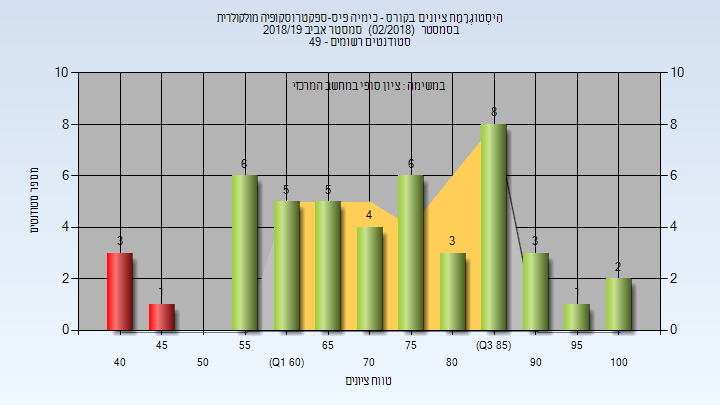 היסטוגרמת ציונים בקורס - כימיה פיס-ספקטרוסקופיה מולקולרית
בסמסטר (02/2018) סמסטר אביב 2018/19
סטודנטים רשומים - 49
במשימה : ציון סופי במחשב המרכזי
מספר סטודנטים
10 10
8 8
6 6
4 4
2 2
0 0
3 1 6 5 5 4 6 3 8 3 1 2
45 55 65 75 (Q3 85) 95
40 50 (Q1 60) 70 80 90 100
טווח ציונים